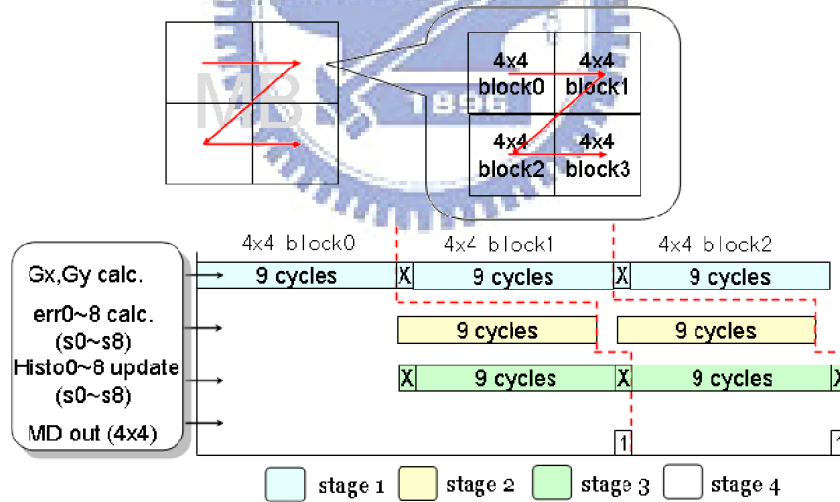 MB
1896
4x4 block0
4x4 block1
4x4 block2
4x4 block3
4x4 block0 4x4 block1 4x4 block2
Gx,Gy calc. 9 cycles X 9 cycles X 9 cycles
err0~8 calc.
(s0~s8) 9 cycles 9 cycles
Histo0~8 update
(s0~s8) X 9 cycles X 9 cycles X
MD out (4x4) 1 1
stage 1 stage 2 stage 3 stage 4